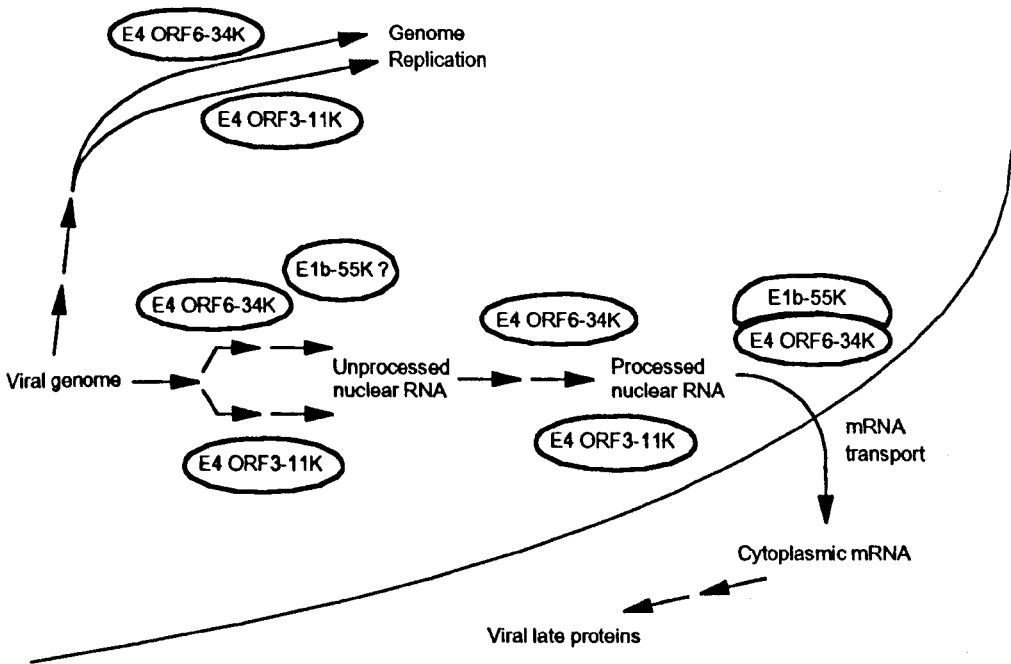 E4 ORF6-34K
Genome
Replication
E4 ORF3-11K
E1b-55K ?
E4 ORF6-34K
E4 ORF6-34K
E1b-55K
E4 ORF6-34K
Viral genome
Unprocessed
nuclear RNA
Processed
nuclear RNA
E4 ORF3-11K
E4 ORF3-11K
mRNA
transport
Cytoplasmic mRNA
Viral late proteins